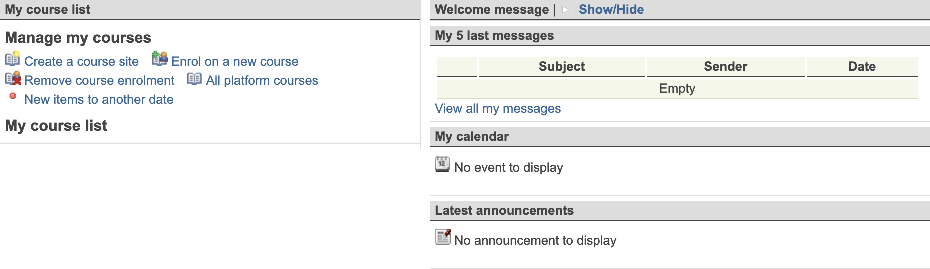 My course list
Manage my courses
Create a course site Enrol on a new course
Remove course enrolment All platform courses
New items to another date
My course list
Welcome message | Show/Hide
My 5 last messages
Subject Sender Date
Empty
View all my messages
My calendar
12 No event to display
Latest announcements
No announcement to display